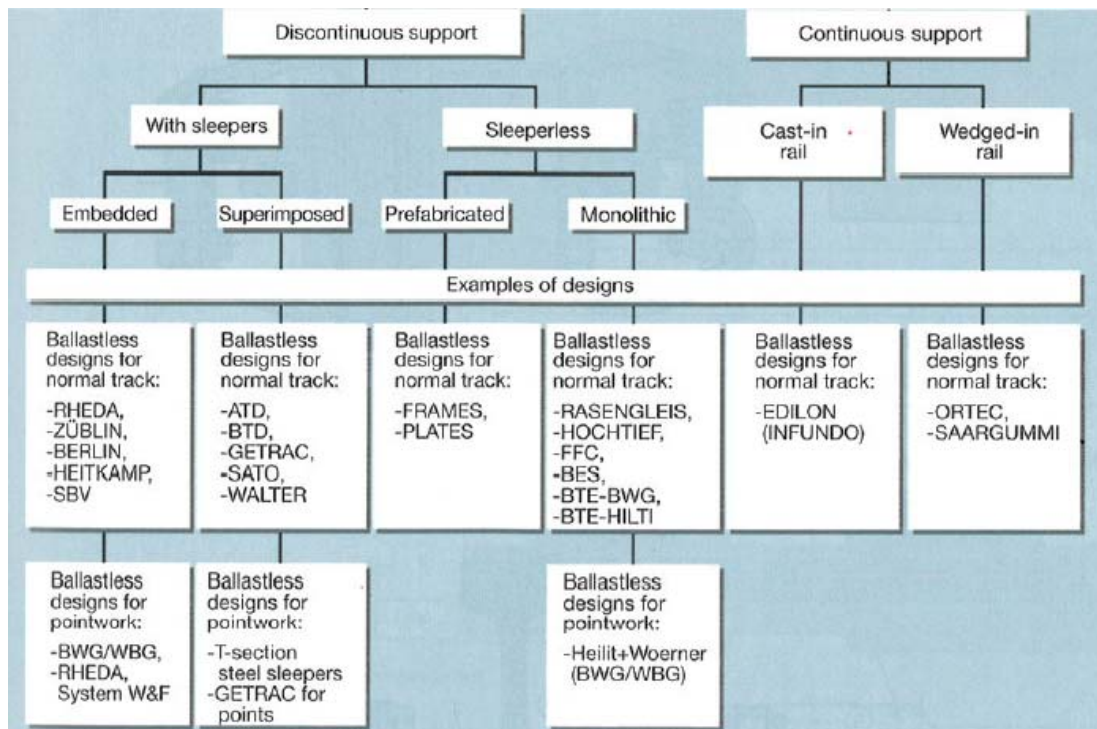 Discontinuous support
Continuous support
With sleepers
Sleeperless
Cast-in
rail
Wedged-in
rail
Embedded
Superimposed
Prefabricated
Monolithic
Examples of designs
Ballastless
designs for
normal track:
-RHEDA,
-ZÜBLIN,
-BERLIN,
-HEITKAMP,
-SBV
Ballastless
designs for
normal track:
-ATD,
-BTD,
-GETRAC,
-SATO,
-WALTER
Ballastless
designs for
normal track:
-FRAMES,
-PLATES
Ballastless
designs for
normal track:
-RASENGLEIS,
-HOCHTIEF,
-FFC,
-BES,
-BTE-BWG,
-BTE-HILTI
Ballastless
designs for
normal track:
-EDILON
(INFUNDO)
Ballastless
designs for
normal track:
-ORTEC,
-SAARGUMMI
Ballastless
designs for
pointwork:
-BWG/WBG,
-RHEDA,
System W&F
Ballastless
designs for
pointwork:
-T-section
steel sleepers
-GETRAC for
points
Ballastless
designs for
pointwork:
-Heilit+Woerner
(BWG/WBG)